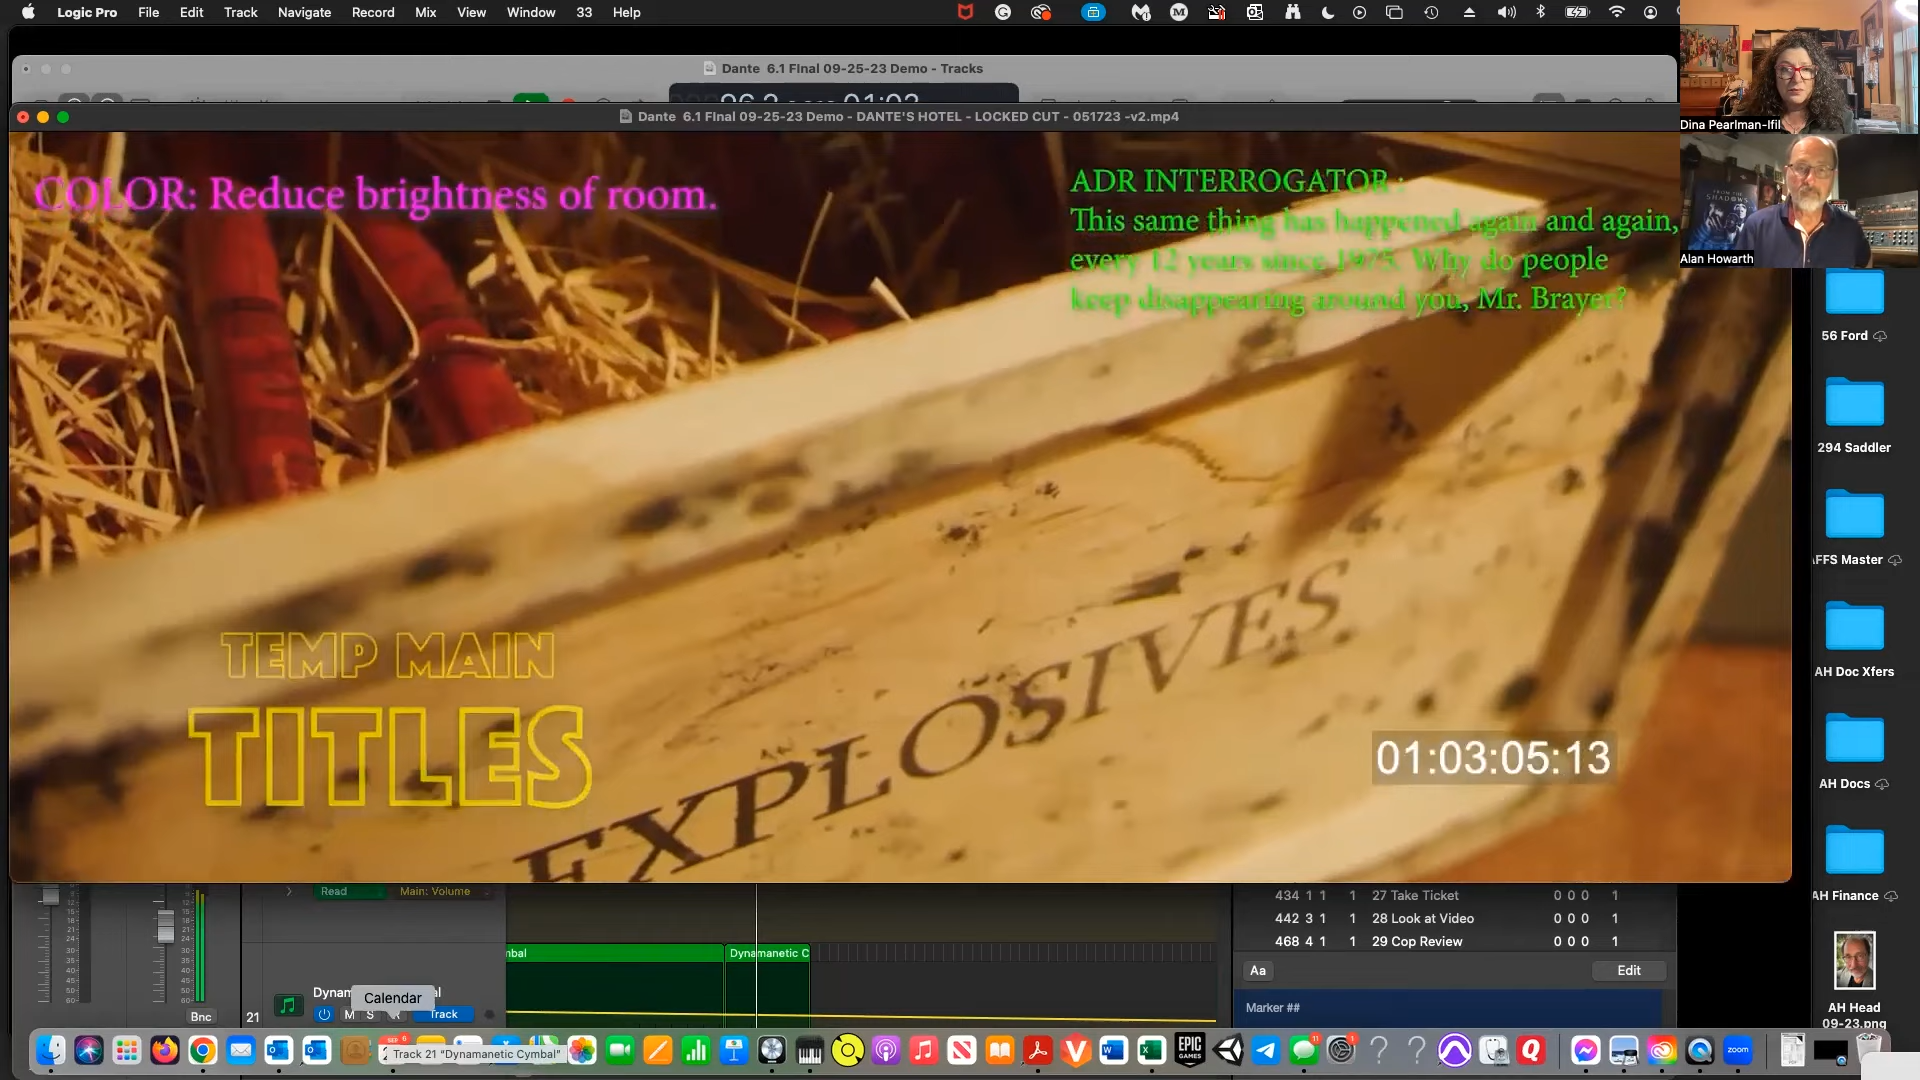 Logic Pro File Edit Track Navigate Record Mix View Window 33 Help
Dante 6.1 FInal 09-25-23 Demo - Tracks
Dante 6.1 FInal 09-25-23 Demo - DANTE'S HOTEL - LOCKED CUT - 051723 -v2.mp4
Dina Pearlman-Ifil
Alan Howarth
COLOR: Reduce brightness of room.
ADR INTERROGATOR :
This same thing has happened again and again,
every 12 years since 1975. Why do people
keep disappearing around you, Mr. Brayer?
TEMP MAIN
TITLES
EXPLOSIVES
01:03:05:13
56 Ford
294 Saddler
AFFS Master
AH Doc Xfers
AH Docs
AH Finance
AH Head
09-23.png
Read Main: Volume
mbal Dynamanetic C
434 1 1 1 27 Take Ticket 0 0 0 1
442 3 1 1 28 Look at Video 0 0 0 1
468 4 1 1 29 Cop Review 0 0 0 1
Aa Edit
Marker ##
Calendar
Bnc 21 M S R Track
Track 21 "Dynamanetic Cymbal"
EPIC GAMES
zoom